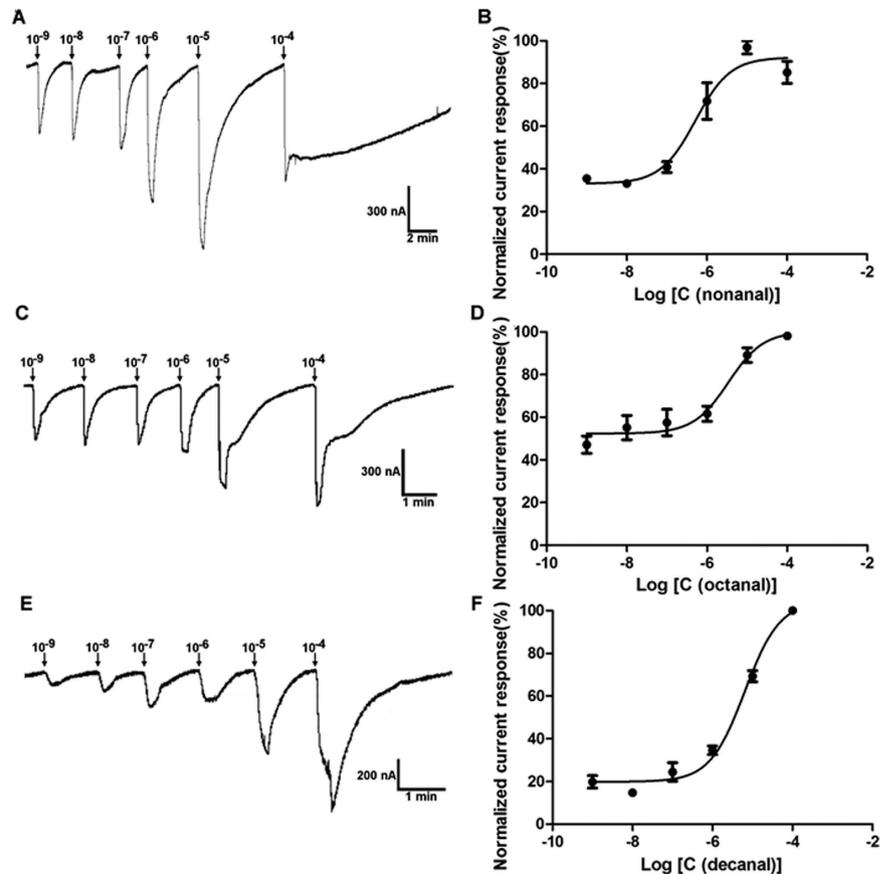 A
10-9 10-8 10-7 10-6 10-5 10-4
300 nA
2 min
B
Normalized current response(%)
100
80
60
40
20
0
-10 -8 -6 -4 -2
Log [C (nonanal)]
C
10-9 10-8 10-7 10-6 10-5 10-4
300 nA
1 min
D
Normalized current response(%)
100
80
60
40
20
0
-10 -8 -6 -4 -2
Log [C (octanal)]
E
10-9 10-8 10-7 10-6 10-5 10-4
200 nA
1 min
F
Normalized current response(%)
100
80
60
40
20
0
-10 -8 -6 -4 -2
Log [C (decanal)]